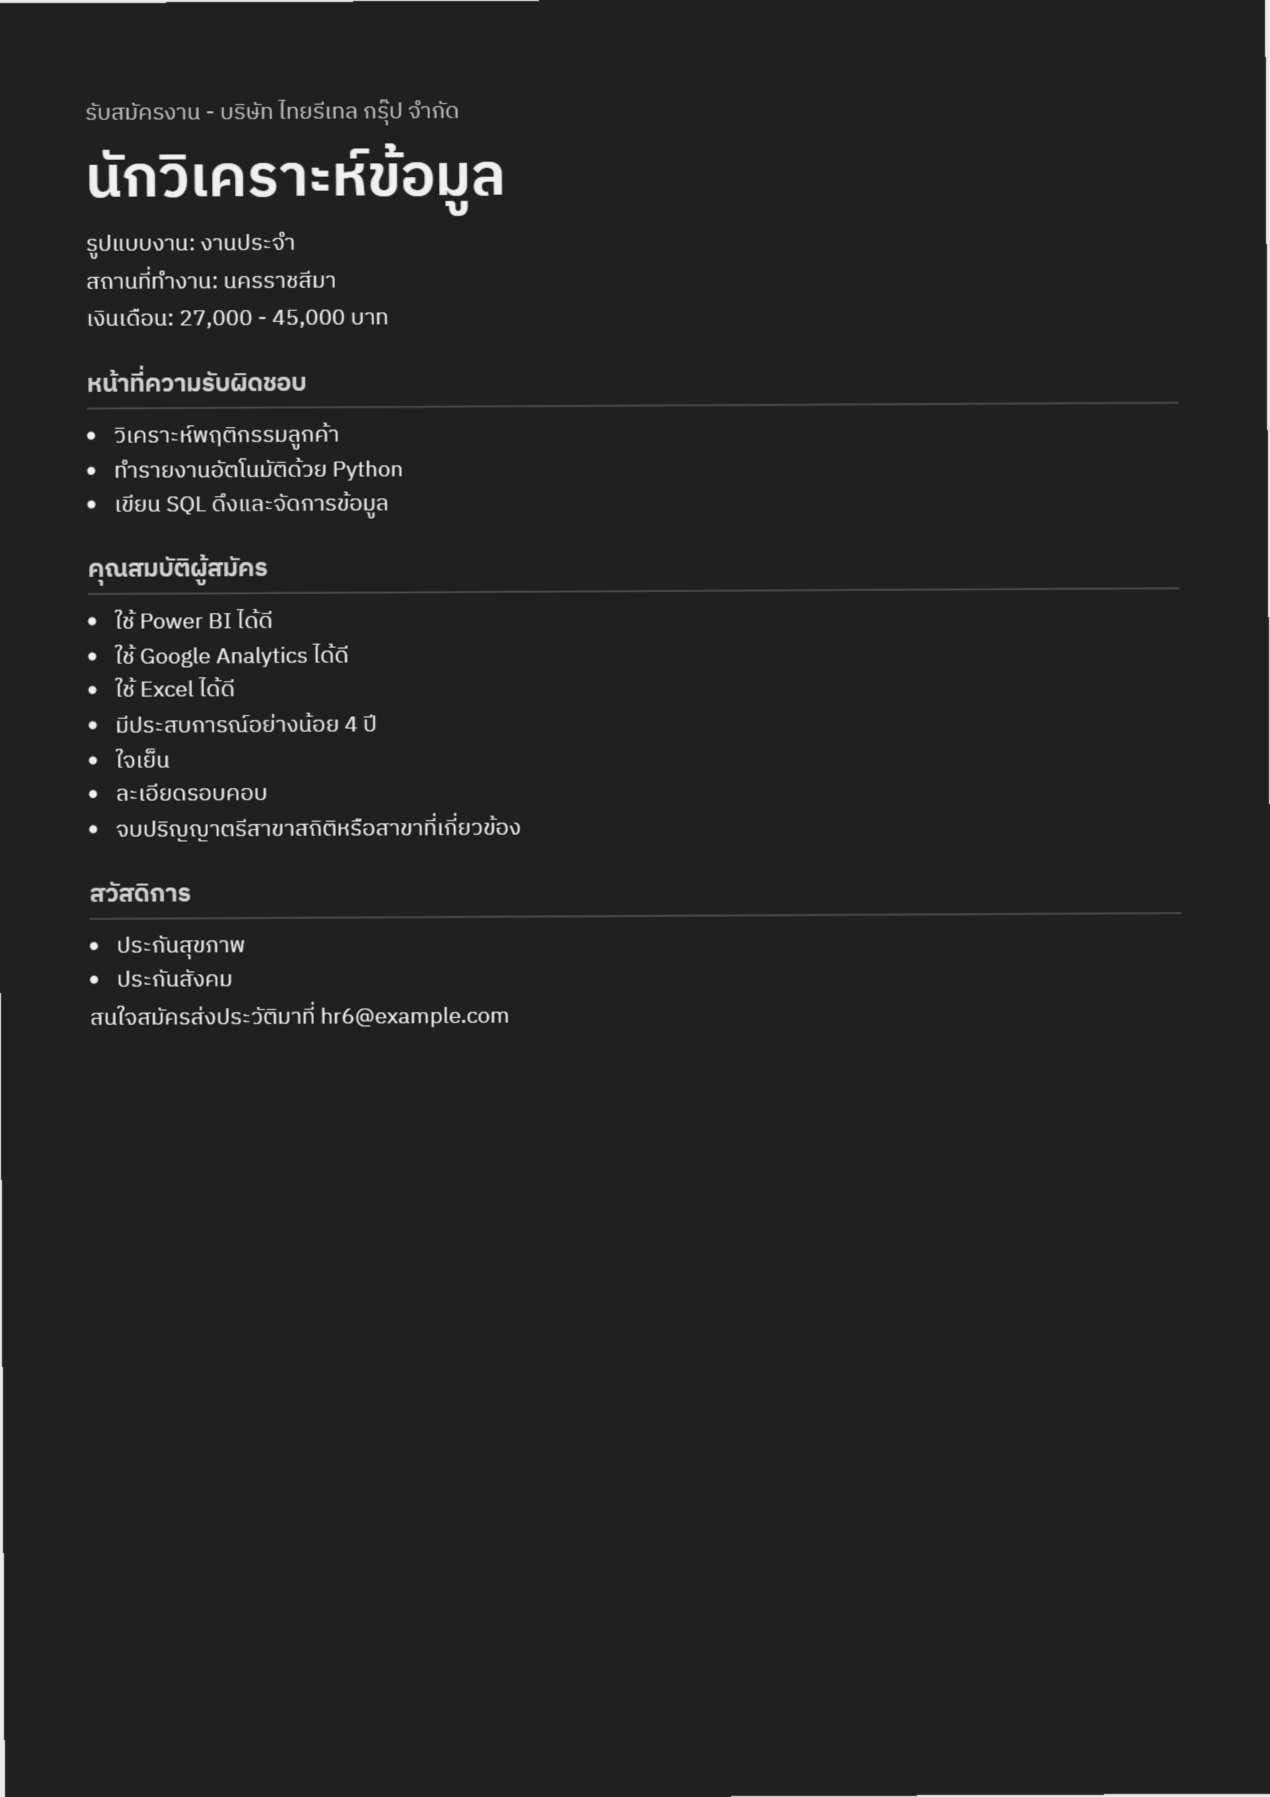 รับสมัครงาน - บริษัท ไทยรีเทล กรุ๊ป จำกัด
นักวิเคราะห์ข้อมูล
รูปแบบงาน: งานประจำ
สถานที่ทำงาน: นครราชสีมา
เงินเดือน: 27,000 - 45,000 บาท
หน้าที่ความรับผิดชอบ
• วิเคราะห์พฤติกรรมลูกค้า
• ทำรายงานอัตโนมัติด้วย Python
• เขียน SQL ดึงและจัดการข้อมูล
คุณสมบัติผู้สมัคร
• ใช้ Power BI ได้ดี
• ใช้ Google Analytics ได้ดี
• ใช้ Excel ได้ดี
• มีประสบการณ์อย่างน้อย 4 ปี
• ใจเย็น
• ละเอียดรอบคอบ
• จบปริญญาตรีสาขาสถิติหรือสาขาที่เกี่ยวข้อง
สวัสดิการ
• ประกันสุขภาพ
• ประกันสังคม
สนใจสมัครส่งประวัติมาที่ hr6@example.com